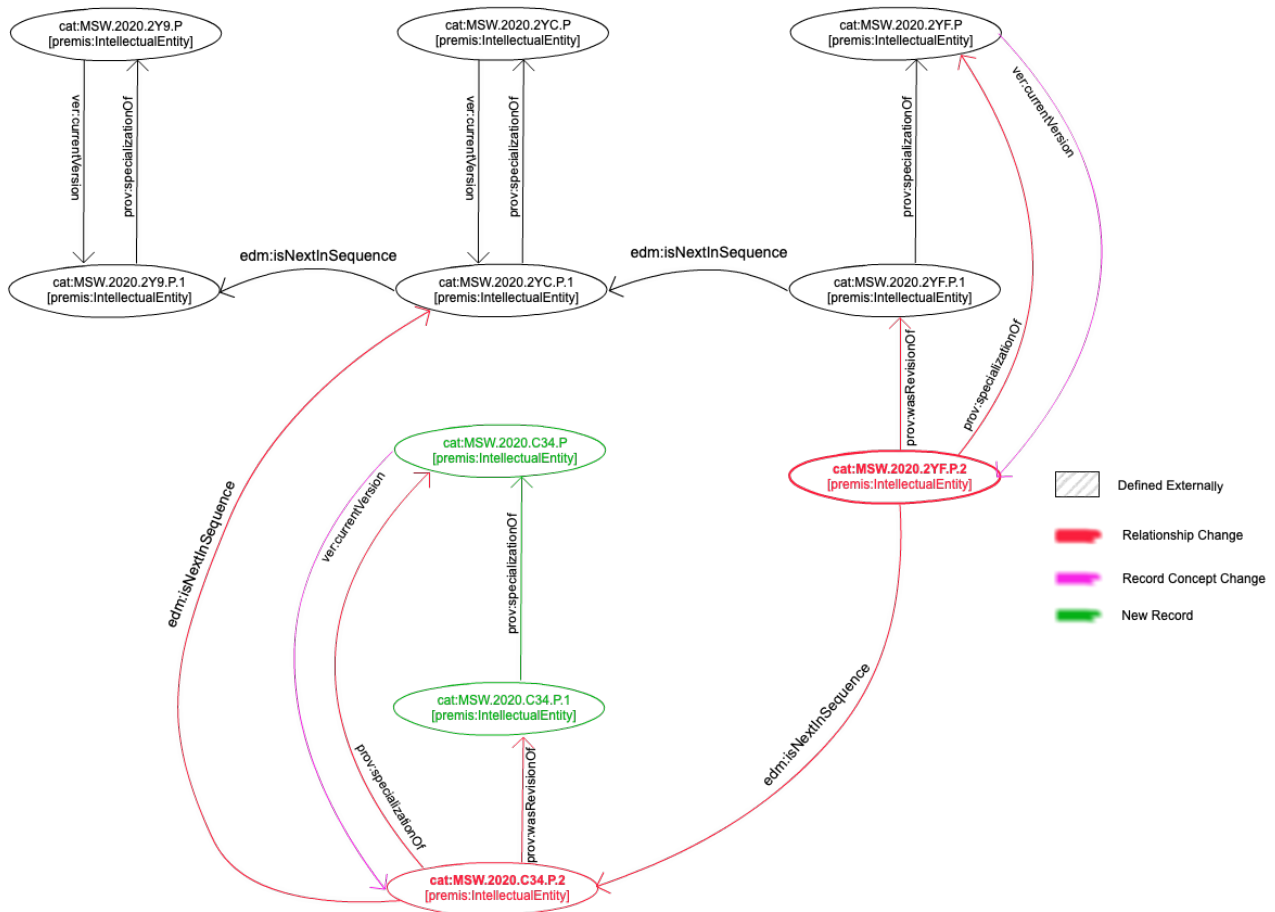 cat:MSW.2020.2Y9.P
[premis:IntellectualEntity]
cat:MSW.2020.2YC.P
[premis:IntellectualEntity]
cat:MSW.2020.2YF.P
[premis:IntellectualEntity]
ver:currentVersion
prov:specializationOf
ver:currentVersion
prov:specializationOf
prov:specializationOf
ver:currentVersion
edm:isNextInSequence
edm:isNextInSequence
cat:MSW.2020.2Y9.P.1
[premis:IntellectualEntity]
cat:MSW.2020.2YC.P.1
[premis:IntellectualEntity]
cat:MSW.2020.2YF.P.1
[premis:IntellectualEntity]
prov:wasRevisionOf
prov:specializationOf
cat:MSW.2020.C34.P
[premis:IntellectualEntity]
cat:MSW.2020.2YF.P.2
[premis:IntellectualEntity]
Defined Externally
Relationship Change
Record Concept Change
New Record
edm:isNextInSequence
ver:currentVersion
prov:specializationOf
cat:MSW.2020.C34.P.1
[premis:IntellectualEntity]
edm:isNextInSequence
prov:specializationOf
prov:wasRevisionOf
cat:MSW.2020.C34.P.2
[premis:IntellectualEntity]